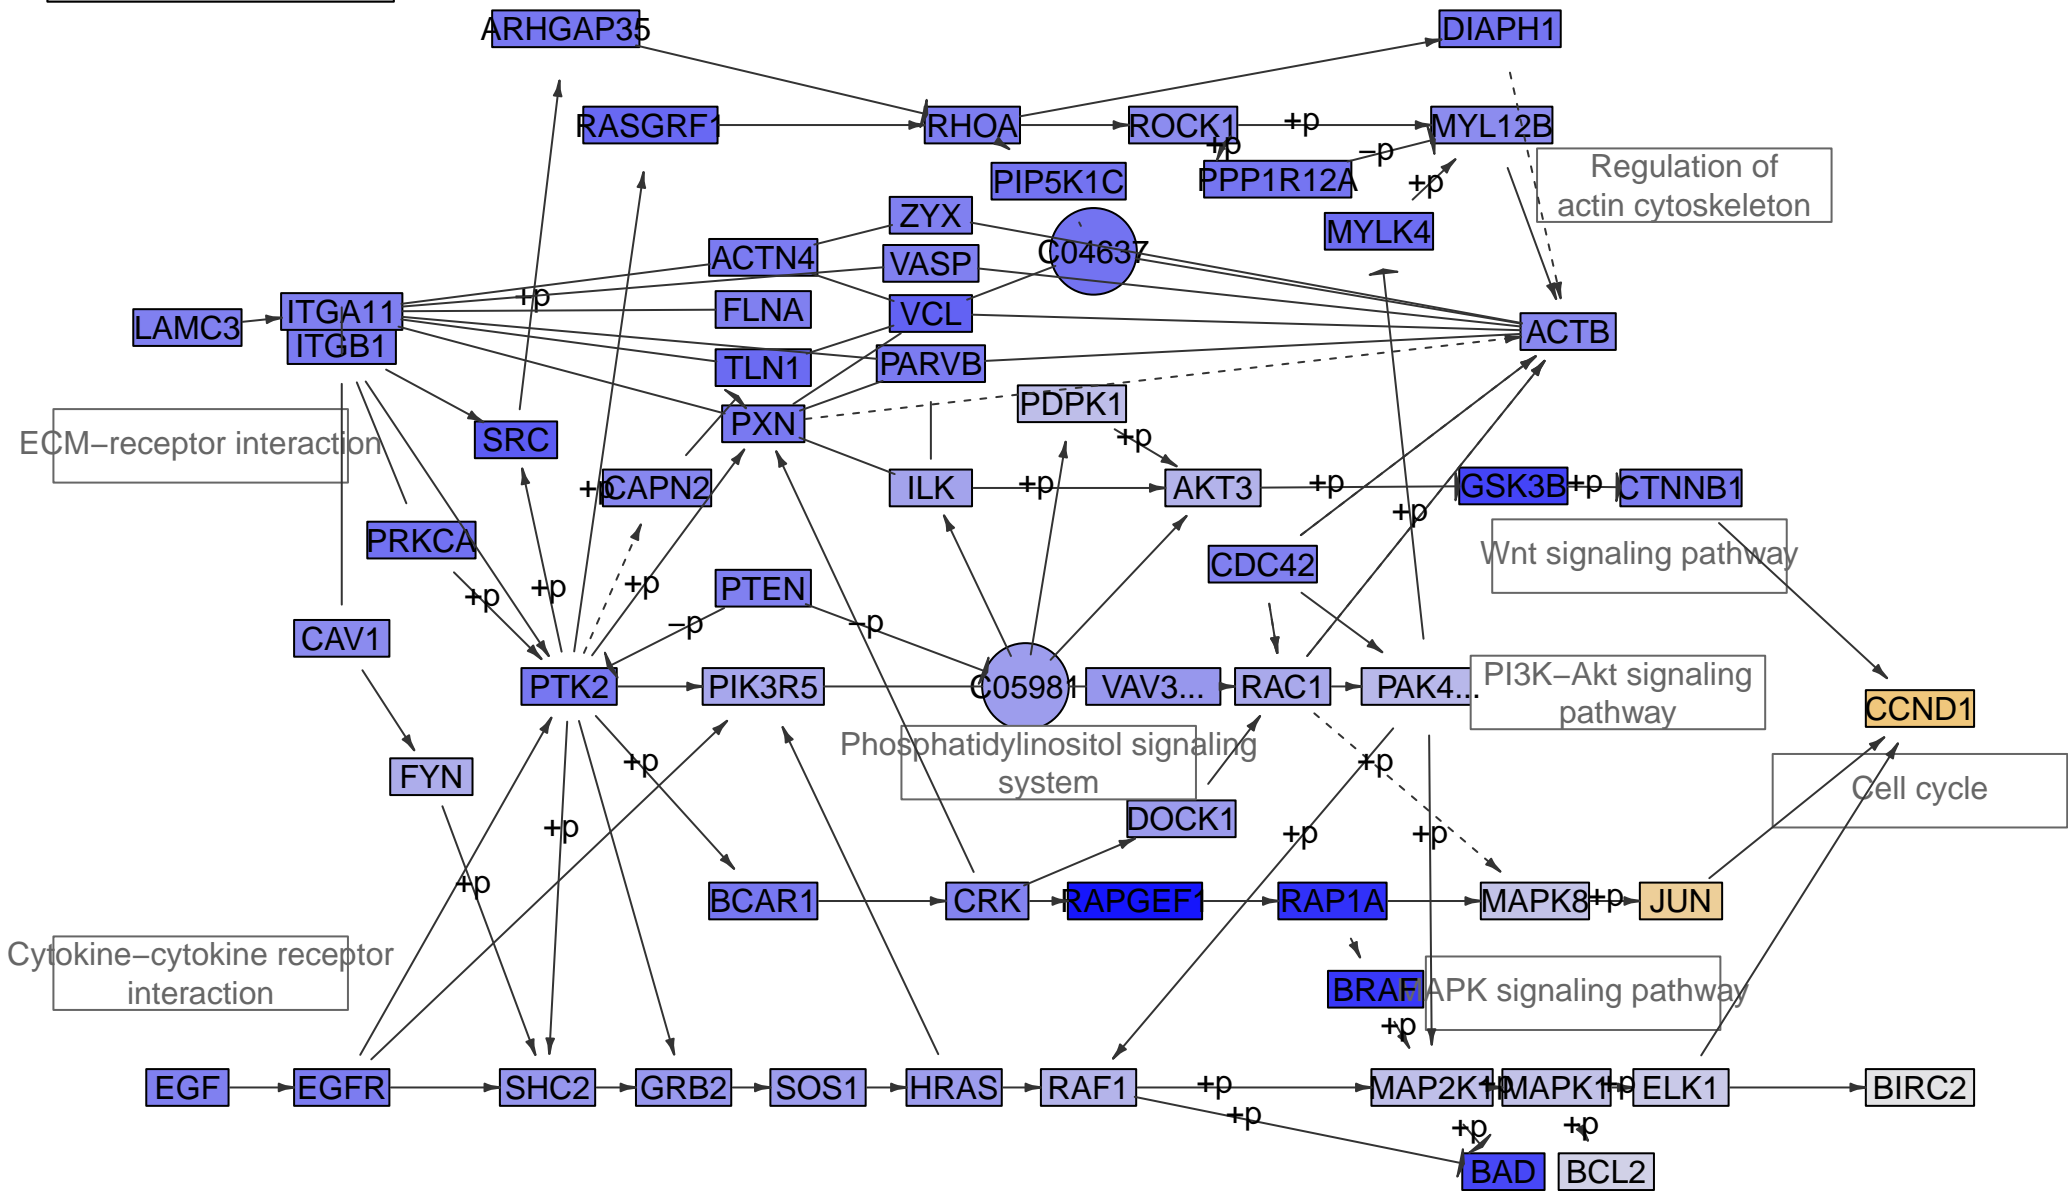 ARHGAP35
DIAPH1
RASGRF1
RHOA
ROCK1
+p
MYL12B
+p
−p
PIP5K1C
PPP1R12A
+p
Regulation of
actin cytoskeleton
ZYX
MYLK4
ACTN4
VASP
C04637
+p
ITGA11
FLNA
VCL
LAMC3
ITGB1
ACTB
TLN1
PARVB
PDPK1
PXN
ECM−receptor interaction
SRC
+p
+p
CAPN2
ILK
+p
AKT3
+p
GSK3B
+p
CTNNB1
+p
PRKCA
Wnt signaling pathway
CDC42
+p
+p
+p
PTEN
−p
−p
CAV1
PTK2
PIK3R5
C05981
VAV3...
RAC1
PAK4...
PI3K−Akt signaling
pathway
CCND1
Phosphatidylinositol signaling
system
FYN
+p
+p
Cell cycle
DOCK1
+p
+p
+p
+p
BCAR1
CRK
RAPGEF1
RAP1A
MAPK8
+p
JUN
Cytokine−cytokine receptor
interaction
BRAF
MAPK signaling pathway
+p
EGF
EGFR
SHC2
GRB2
SOS1
HRAS
RAF1
+p
MAP2K1
+p
MAPK1
+p
ELK1
BIRC2
+p
+p
+p
BAD
BCL2